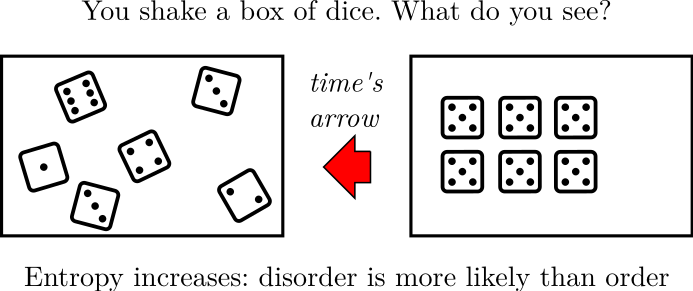 You shake a box of dice. What do you see?
time's
arrow
Entropy increases: disorder is more likely than order